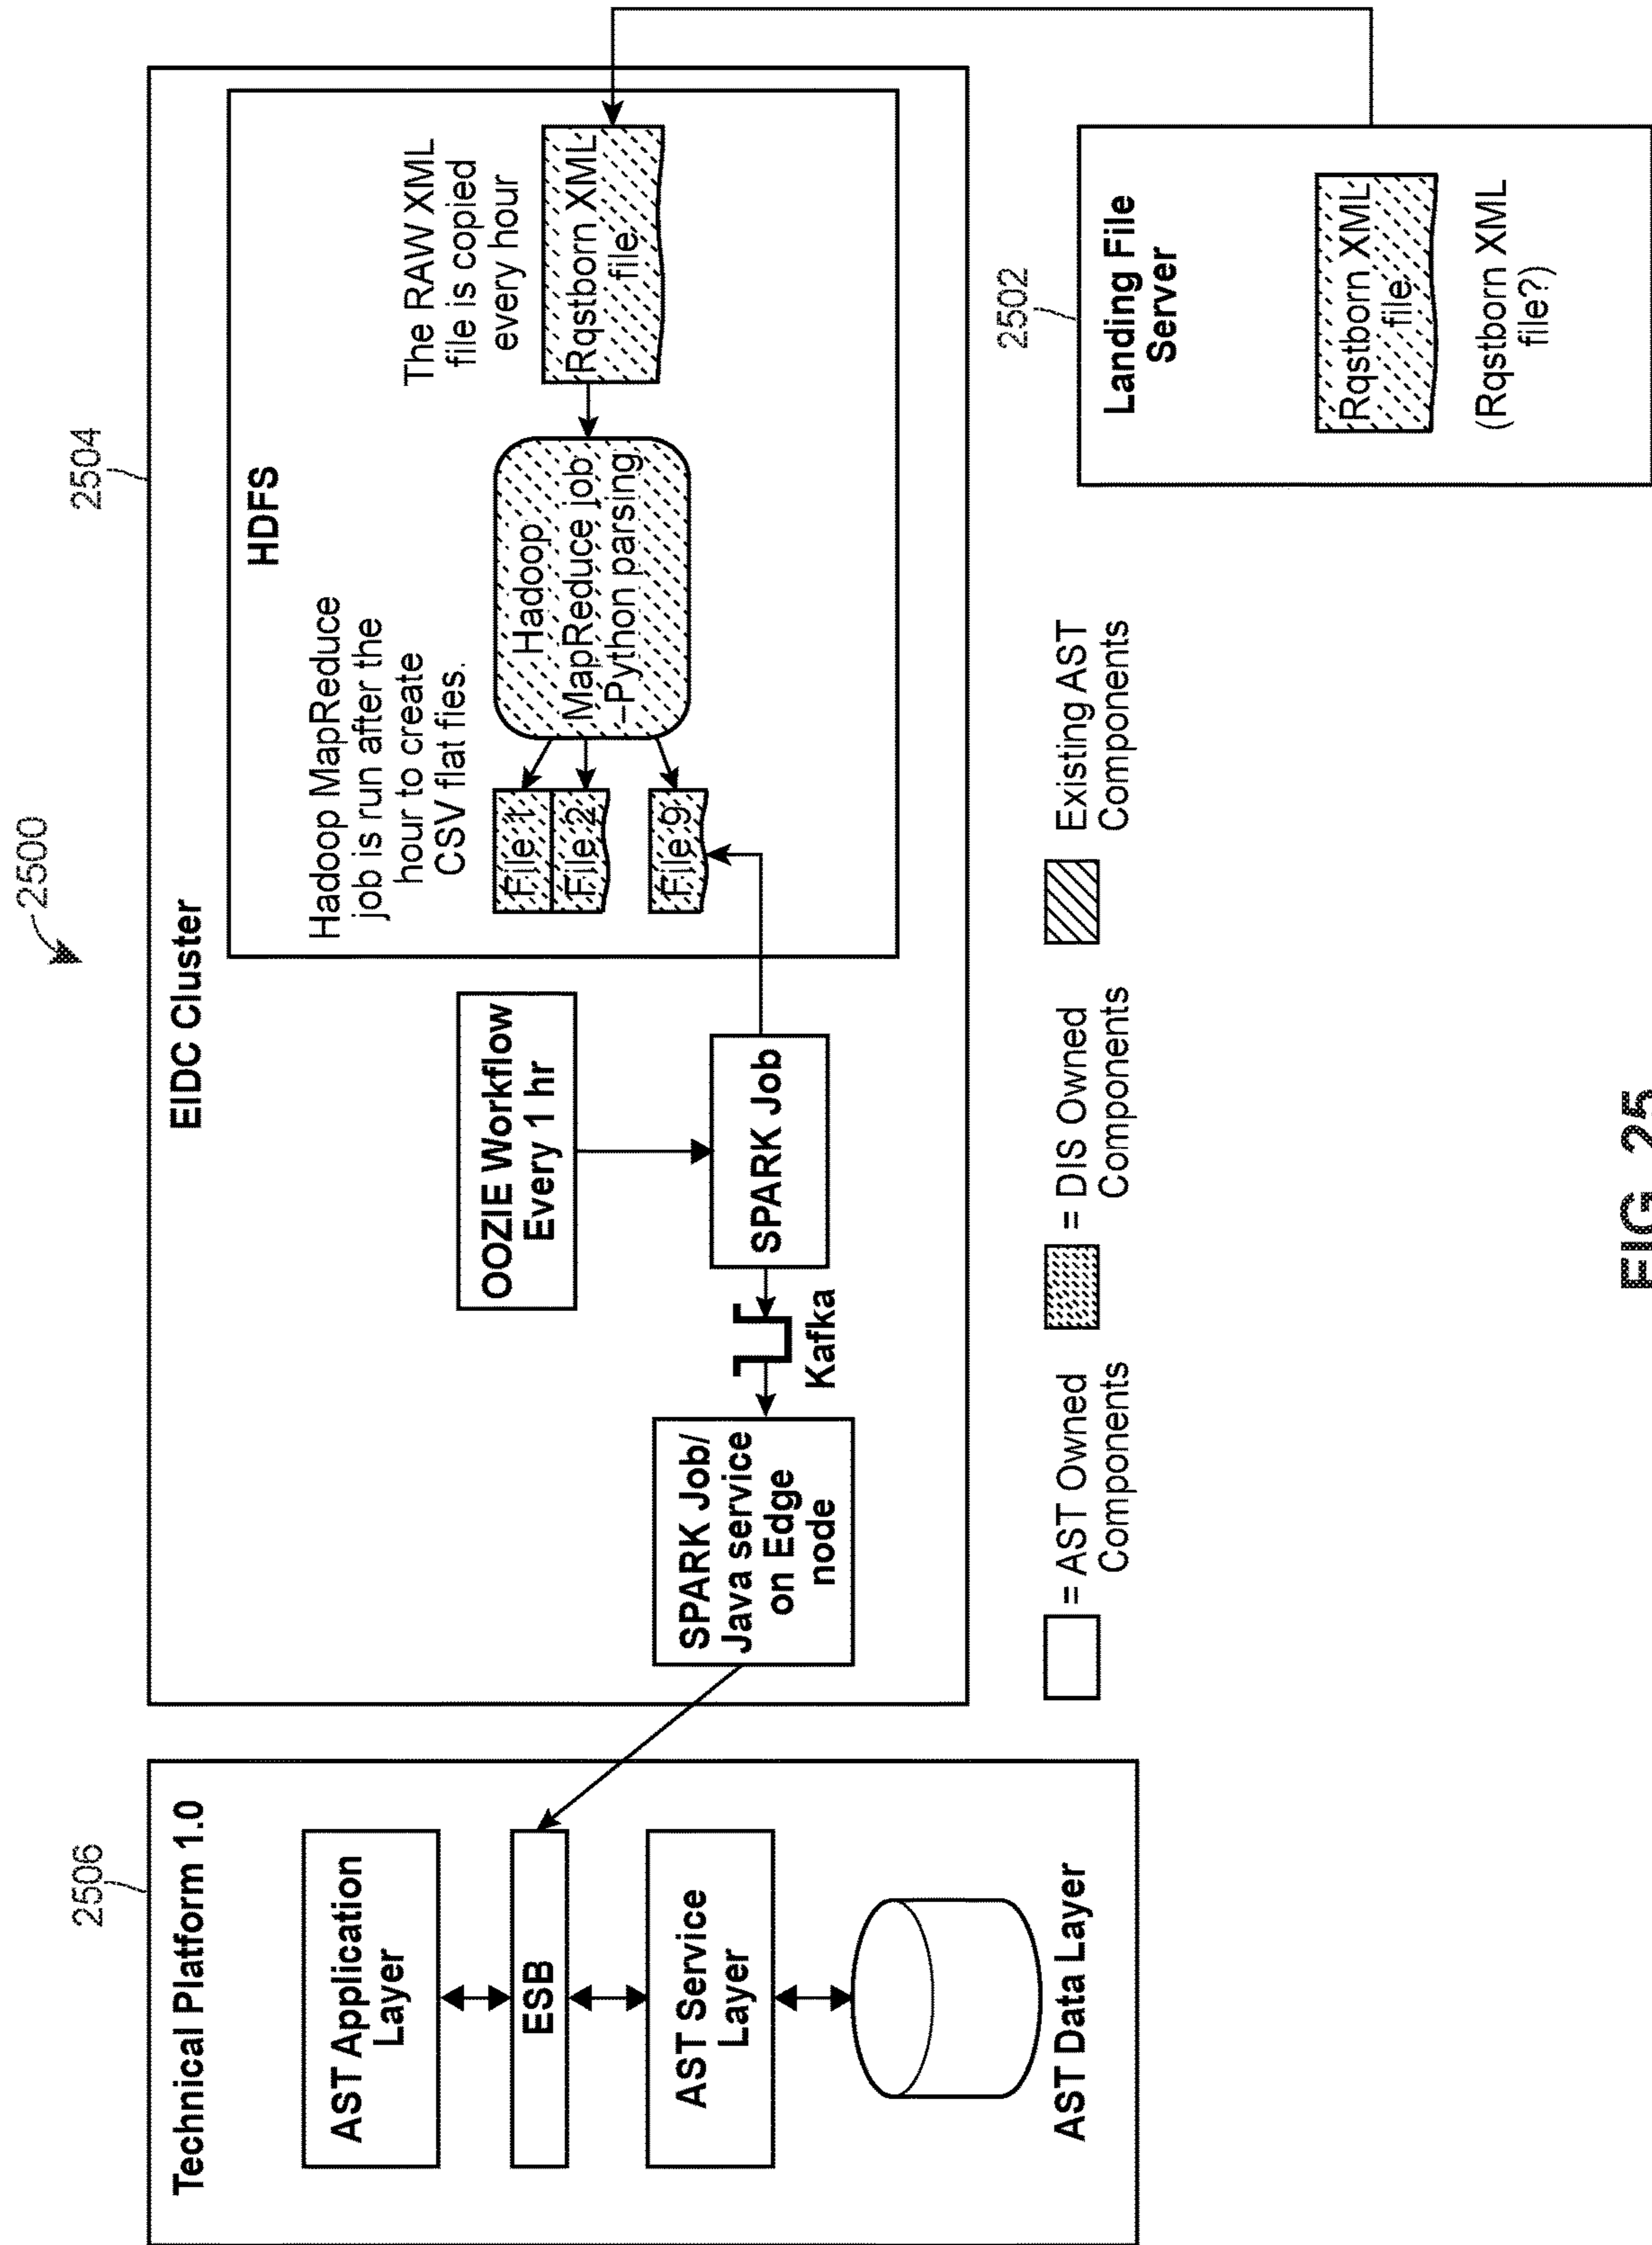 2500
2506
Technical Platform 1.0
AST Application
Layer
ESB
AST Service
Layer
AST Data Layer
2504
EIDC Cluster
OOZIE Workflow
Every 1 hr
SPARK Job/
Java service
on Edge
node
Kafka
SPARK Job
HDFS
Hadoop MapReduce
job is run after the
hour to create
CSV flat fies.
File 1
File 2
File 9
Hadoop
MapReduce job
–Python parsing
The RAW XML
file is copied
every hour
Rqstborn XML
file
= AST Owned
Components
= DIS Owned
Components
Existing AST
Components
2502
Landing File
Server
Rqstborn XML
file
(Rqstborn XML
file?)
FIG. 25